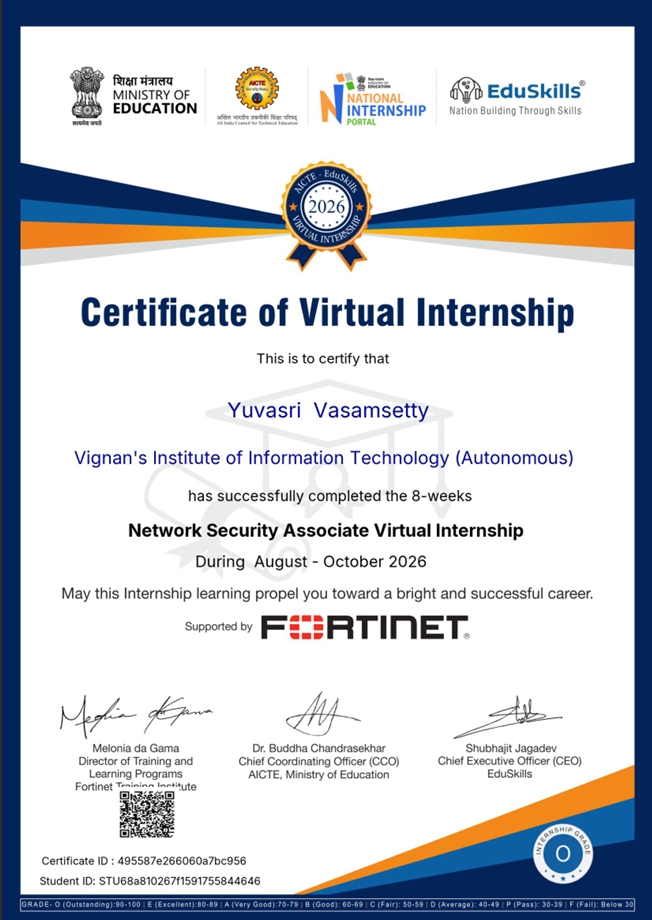 शिक्षा मंत्रालय
MINISTRY OF
EDUCATION
सत्यमेव जयते
AICTE
अखिल भारतीय तकनीकी शिक्षा परिषद्
All India Council for Technical Education
MINISTRY OF
EDUCATION
NATIONAL
INTERNSHIP
PORTAL
EduSkills®
Nation Building Through Skills
AICTE - EduSkills
2026
VIRTUAL INTERNSHIP
Certificate of Virtual Internship
This is to certify that
Yuvasri Vasamsetty
Vignan's Institute of Information Technology (Autonomous)
has successfully completed the 8-weeks
Network Security Associate Virtual Internship
During August - October 2026
May this Internship learning propel you toward a bright and successful career.
Supported by FORTINET®
Melonia da Gama
Director of Training and
Learning Programs
Fortinet Training Institute
Dr. Buddha Chandrasekhar
Chief Coordinating Officer (CCO)
AICTE, Ministry of Education
Shubhajit Jagadev
Chief Executive Officer (CEO)
EduSkills
INTERNSHIP GRADE
O
Certificate ID : 495587e266060a7bc956
Student ID: STU68a810267f1591755844646
GRADE- O (Outstanding):90-100 | E (Excellent):80-89 | A (Very Good):70-79 | B (Good): 60-69 | C (Fair): 50-59 | D (Average): 40-49 | P (Pass): 30-39 | F (Fail): Below 30